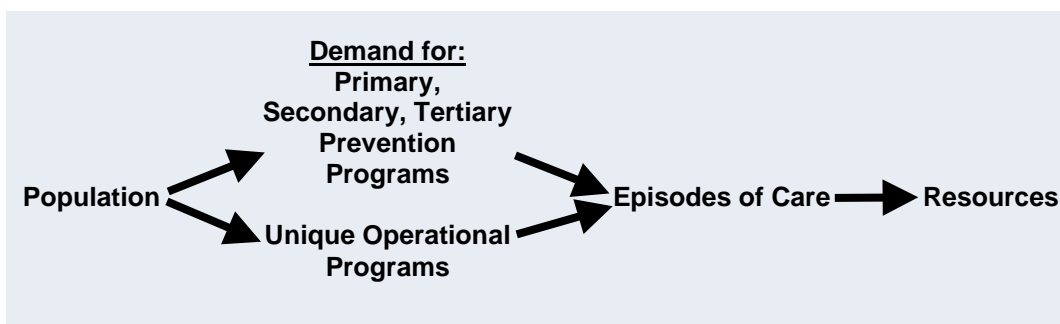 Demand for:
Primary,
Secondary, Tertiary
Prevention
Programs
Population
Episodes of Care
Resources
Unique Operational
Programs